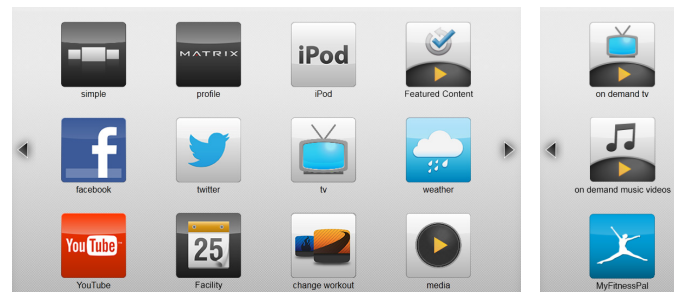 MATRIX
iPod
simple
profile
iPod
Featured Content
on demand tv
f
facebook
twitter
tv
weather
on demand music videos
You Tube
25
YouTube
Facility
change workout
media
MyFitnessPal